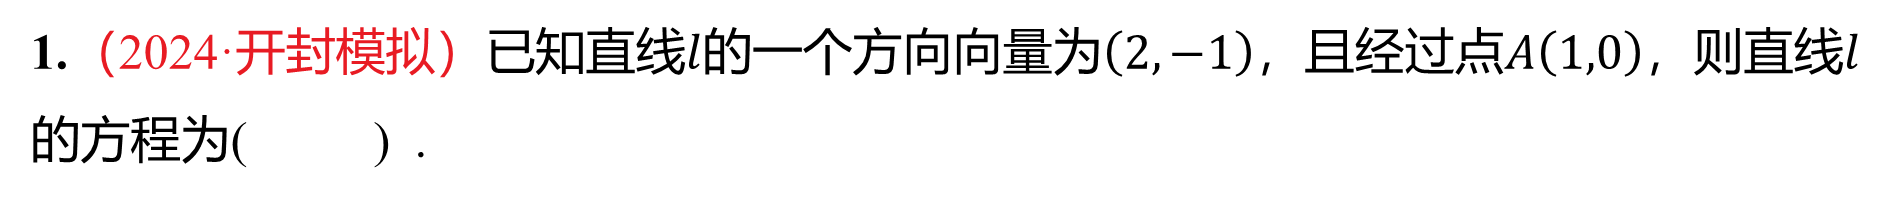 1.（2024·开封模拟）已知直线l的一个方向向量为(2,−1)，且经过点A(1,0)，则直线l
的方程为(　　).